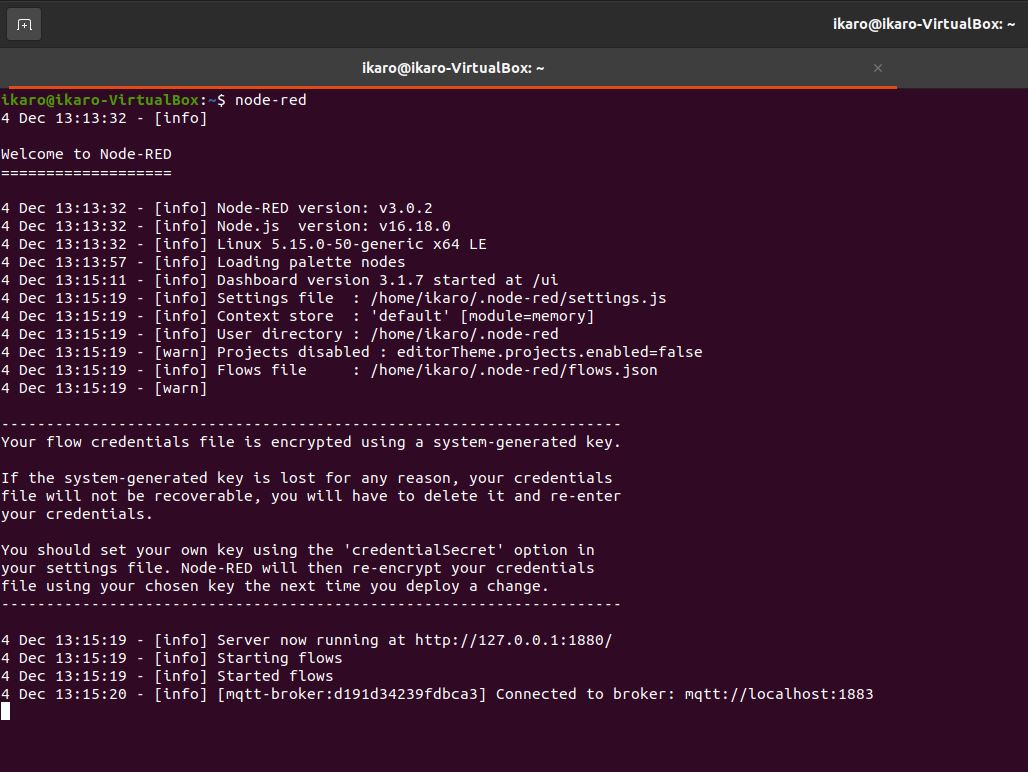 ikaro@ikaro-VirtualBox: ~
ikaro@ikaro-VirtualBox: ~
ikaro@ikaro-VirtualBox:~$ node-red
4 Dec 13:13:32 - [info]
Welcome to Node-RED
===================
4 Dec 13:13:32 - [info] Node-RED version: v3.0.2
4 Dec 13:13:32 - [info] Node.js  version: v16.18.0
4 Dec 13:13:32 - [info] Linux 5.15.0-50-generic x64 LE
4 Dec 13:13:57 - [info] Loading palette nodes
4 Dec 13:15:11 - [info] Dashboard version 3.1.7 started at /ui
4 Dec 13:15:19 - [info] Settings file  : /home/ikaro/.node-red/settings.js
4 Dec 13:15:19 - [info] Context store  : 'default' [module=memory]
4 Dec 13:15:19 - [info] User directory : /home/ikaro/.node-red
4 Dec 13:15:19 - [warn] Projects disabled : editorTheme.projects.enabled=false
4 Dec 13:15:19 - [info] Flows file     : /home/ikaro/.node-red/flows.json
4 Dec 13:15:19 - [warn]
---------------------------------------------------------------------
Your flow credentials file is encrypted using a system-generated key.
If the system-generated key is lost for any reason, your credentials
file will not be recoverable, you will have to delete it and re-enter
your credentials.
You should set your own key using the 'credentialSecret' option in
your settings file. Node-RED will then re-encrypt your credentials
file using your chosen key the next time you deploy a change.
---------------------------------------------------------------------
4 Dec 13:15:19 - [info] Server now running at http://127.0.0.1:1880/
4 Dec 13:15:19 - [info] Starting flows
4 Dec 13:15:19 - [info] Started flows
4 Dec 13:15:20 - [info] [mqtt-broker:d191d34239fdbca3] Connected to broker: mqtt://localhost:1883